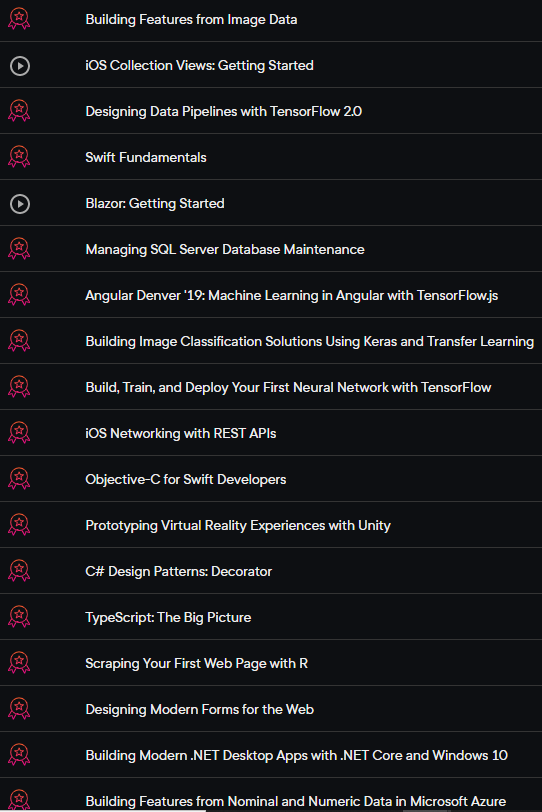 Building Features from Image Data
iOS Collection Views: Getting Started
Designing Data Pipelines with TensorFlow 2.0
Swift Fundamentals
Blazor: Getting Started
Managing SQL Server Database Maintenance
Angular Denver '19: Machine Learning in Angular with TensorFlow.js
Building Image Classification Solutions Using Keras and Transfer Learning
Build, Train, and Deploy Your First Neural Network with TensorFlow
iOS Networking with REST APIs
Objective-C for Swift Developers
Prototyping Virtual Reality Experiences with Unity
C# Design Patterns: Decorator
TypeScript: The Big Picture
Scraping Your First Web Page with R
Designing Modern Forms for the Web
Building Modern .NET Desktop Apps with .NET Core and Windows 10
Building Features from Nominal and Numeric Data in Microsoft Azure